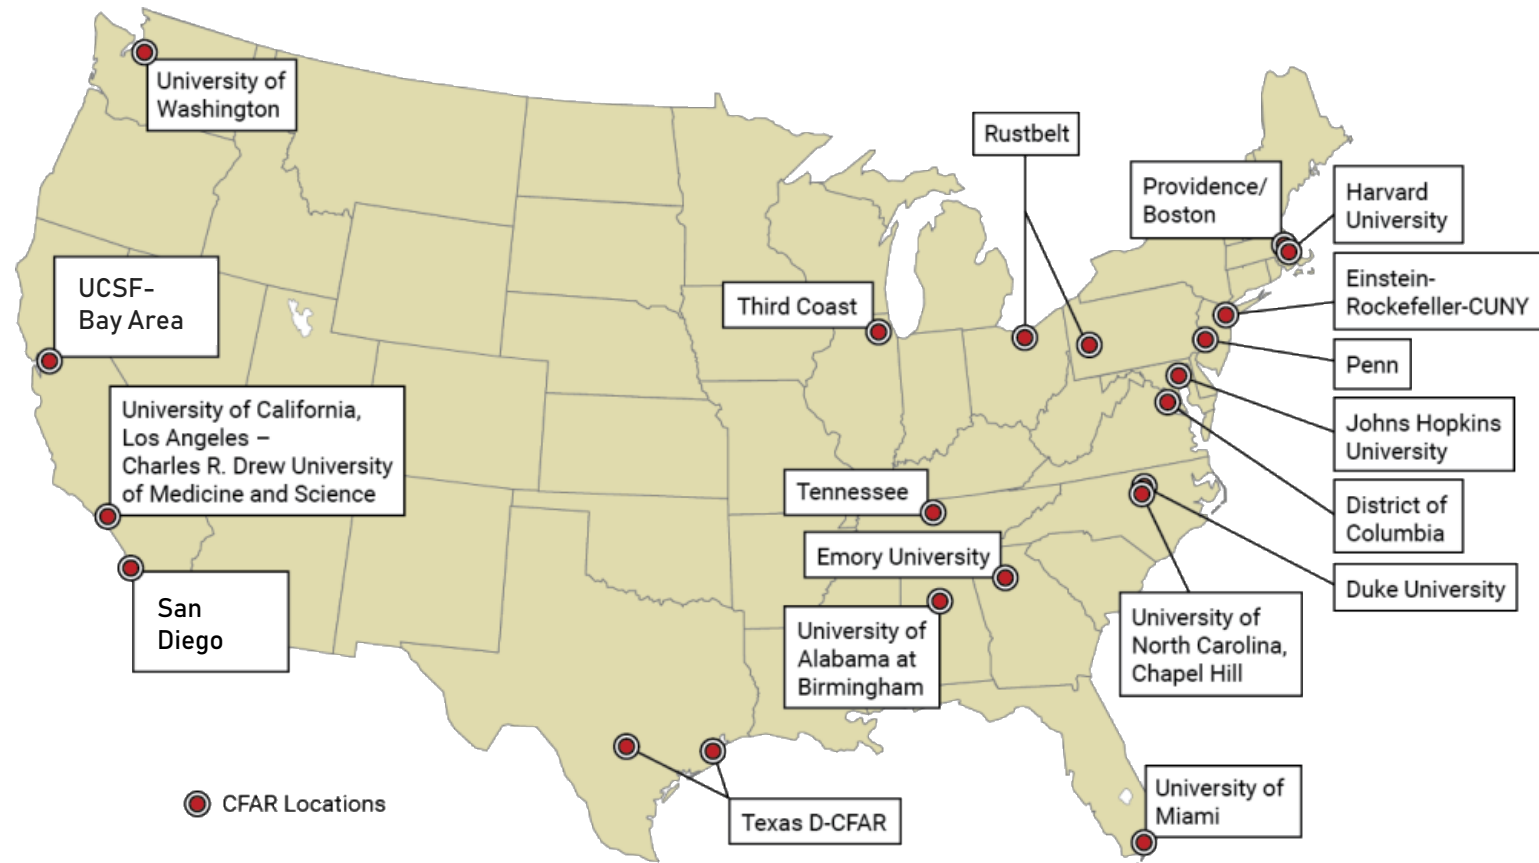 University of
Washington
Rustbelt
Providence/
Boston
Harvard
University
UCSF-
Bay Area
Third Coast
Einstein-
Rockefeller-CUNY
Penn
University of California,
Los Angeles –
Charles R. Drew University
of Medicine and Science
Johns Hopkins
University
Tennessee
District of
Columbia
Emory University
San
Diego
Duke University
University of
Alabama at
Birmingham
University of
North Carolina,
Chapel Hill
CFAR Locations
Texas D-CFAR
University of
Miami